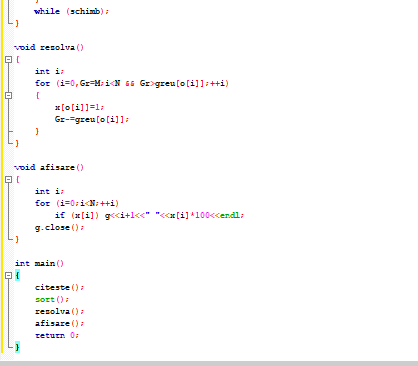 }
while (schimb);
}
void resolva()
{
int i;
for (i=0,Gr=M;i<N && Gr>greu[o[i]];++i)
{
x[o[i]]=1;
Gr-=greu[o[i]];
}
}
void afisare()
{
int i;
for (i=0;i<N;++i)
if (x[i]) g<<i+1<<" "<<x[i]*100<<endl;
g.close();
}
int main()
{
citeste();
sort();
resolva();
afisare();
return 0;
}